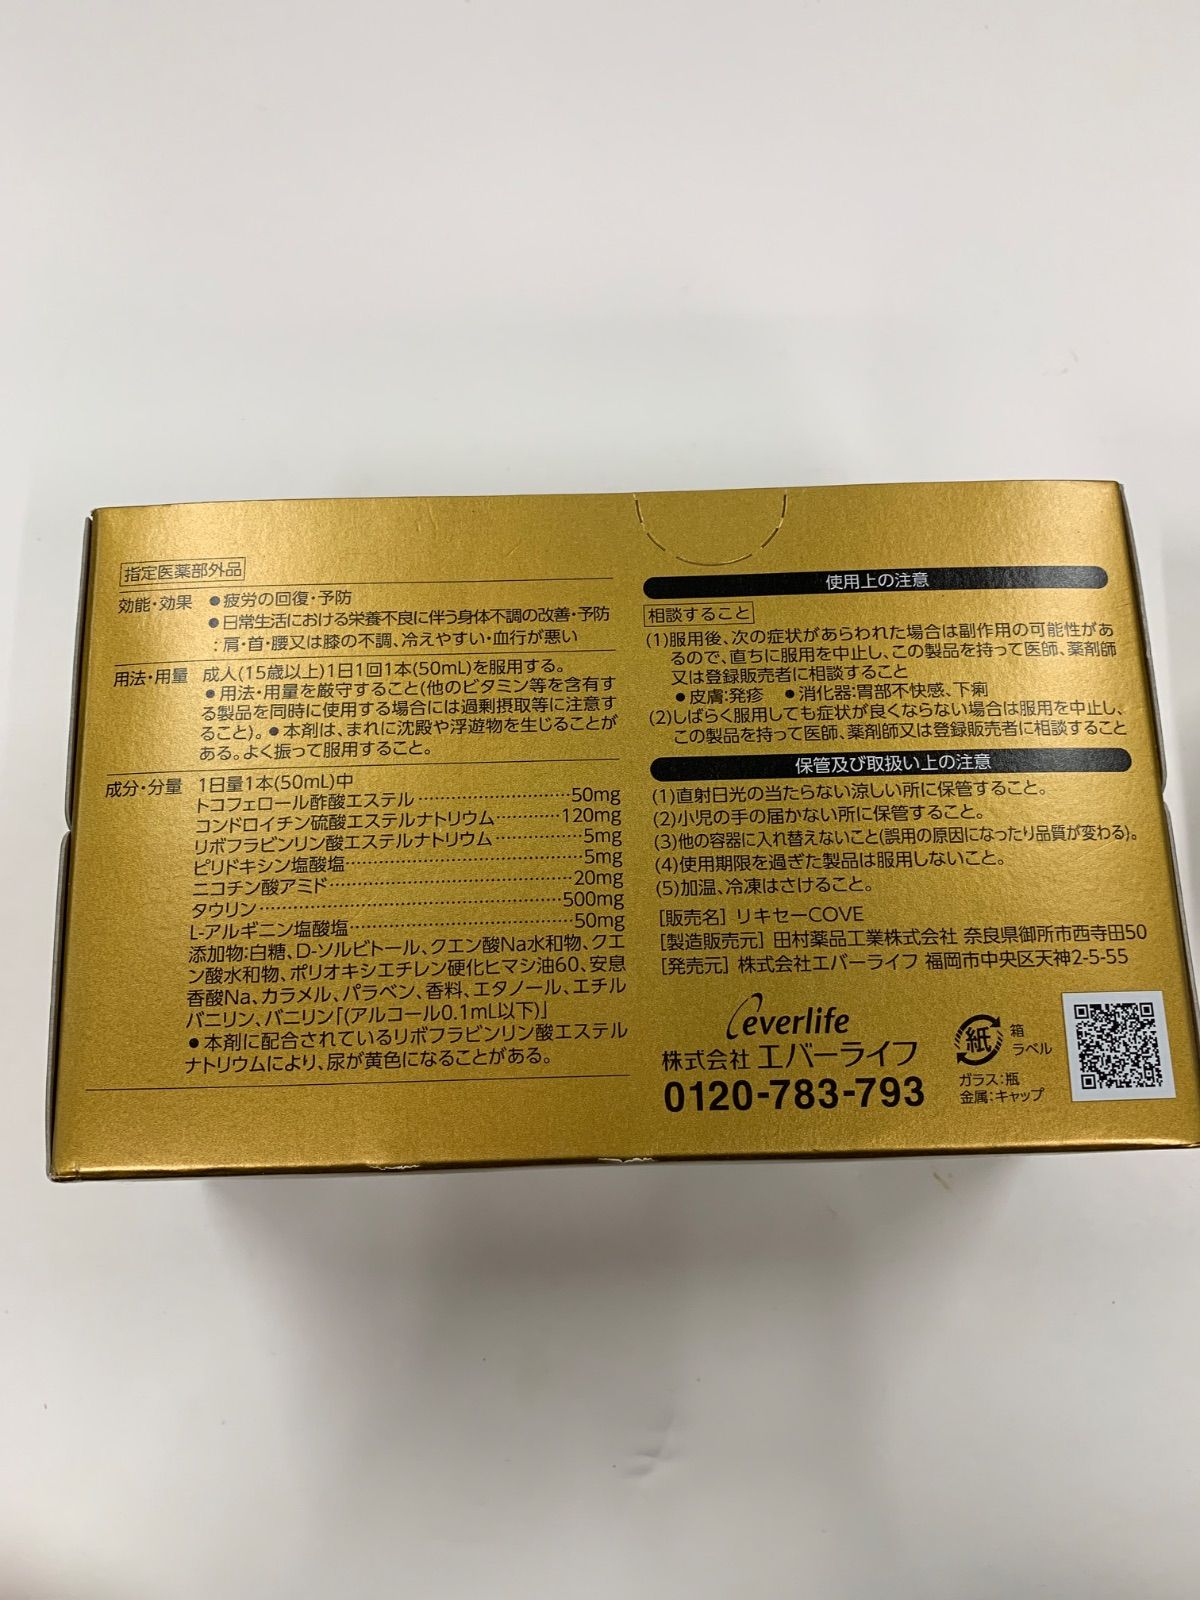 指定医薬部外品
効能・効果 ●疲労の回復・予防
●日常生活における栄養不良に伴う身体不調の改善・予防
:肩・首・腰又は膝の不調、冷えやすい・血行が悪い
用法・用量 成人(15歳以上)1日1回1本(50mL)を服用する。
●用法・用量を厳守すること(他のビタミン等を含有す
る製品を同時に使用する場合には過剰摂取等に注意す
ること)。●本剤は、まれに沈殿や浮遊物を生じることが
ある。よく振って服用すること。
成分・分量 1日量1本(50mL)中
トコフェロール酢酸エステル…………………50mg
コンドロイチン硫酸エステルナトリウム…………120mg
リボフラビンリン酸エステルナトリウム……………5mg
ピリドキシン塩酸塩…………………………5mg
ニコチン酸アミド……………………………20mg
タウリン……………………………………500mg
L-アルギニン塩酸塩…………………………50mg
添加物:白糖、D-ソルビトール、クエン酸Na水和物、クエ
ン酸水和物、ポリオキシエチレン硬化ヒマシ油60、安息
香酸Na、カラメル、パラベン、香料、エタノール、エチル
バニリン、バニリン「(アルコール0.1mL以下)」
●本剤に配合されているリボフラビンリン酸エステル
ナトリウムにより、尿が黄色になることがある。
使用上の注意
相談すること
(1)服用後、次の症状があらわれた場合は副作用の可能性があ
るので、直ちに服用を中止し、この製品を持って医師、薬剤師
又は登録販売者に相談すること
●皮膚:発疹 ●消化器:胃部不快感、下痢
(2)しばらく服用しても症状が良くならない場合は服用を中止し、
この製品を持って医師、薬剤師又は登録販売者に相談すること
保管及び取扱い上の注意
(1)直射日光の当たらない涼しい所に保管すること。
(2)小児の手の届かない所に保管すること。
(3)他の容器に入れ替えないこと(誤用の原因になったり品質が変わる)。
(4)使用期限を過ぎた製品は服用しないこと。
(5)加温、冷凍はさけること。
[販売名] リキセーCOVE
[製造販売元] 田村薬品工業株式会社 奈良県御所市西寺田50
[発売元] 株式会社エバーライフ 福岡市中央区天神2-5-55
everlife
株式会社 エバーライフ
0120-783-793
紙 箱
ラベル
ガラス:瓶
金属:キャップ